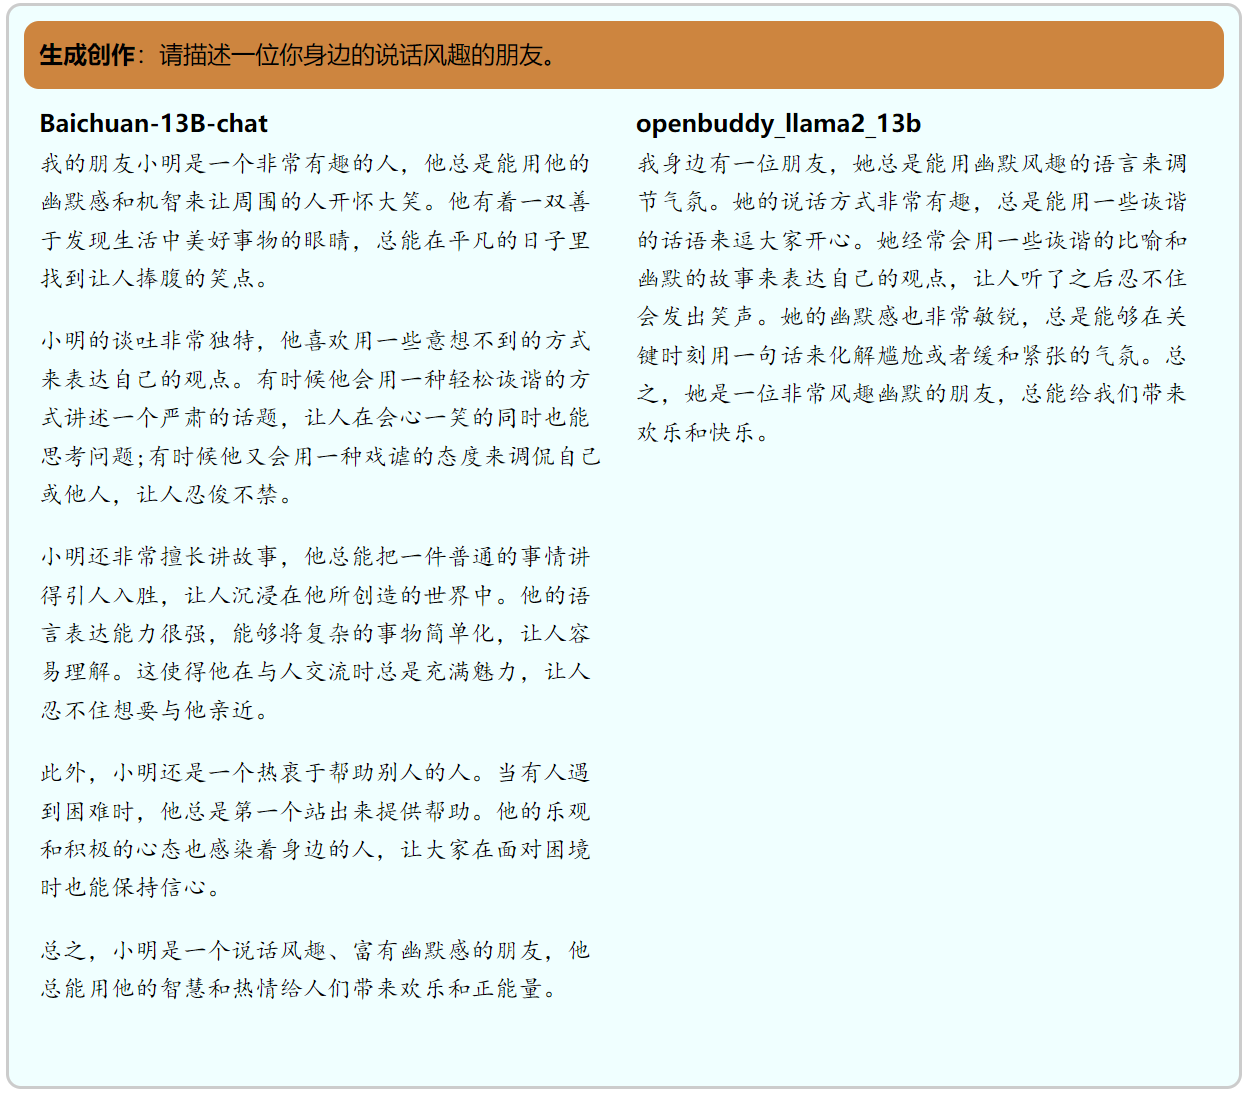 生成创作：请描述一位你身边的说话风趣的朋友。
Baichuan-13B-chat
我的朋友小明是一个非常有趣的人，他总是能用他的
幽默感和机智来让周围的人开怀大笑。他有着一双善
于发现生活中美好事物的眼睛，总能在平凡的日子里
找到让人捧腹的笑点。
小明的谈吐非常独特，他喜欢用一些意想不到的方式
来表达自己的观点。有时候他会用一种轻松诙谐的方
式讲述一个严肃的话题，让人在会心一笑的同时也能
思考问题;有时候他又会用一种戏谑的态度来调侃自己
或他人，让人忍俊不禁。
小明还非常擅长讲故事，他总能把一件普通的事情讲
得引人入胜，让人沉浸在他所创造的世界中。他的语
言表达能力很强，能够将复杂的事物简单化，让人容
易理解。这使得他在与人交流时总是充满魅力，让人
忍不住想要与他亲近。
此外，小明还是一个热衷于帮助别人的人。当有人遇
到困难时，他总是第一个站出来提供帮助。他的乐观
和积极的心态也感染着身边的人，让大家在面对困境
时也能保持信心。
总之，小明是一个说话风趣、富有幽默感的朋友，他
总能用他的智慧和热情给人们带来欢乐和正能量。
openbuddy_llama2_13b
我身边有一位朋友，她总是能用幽默风趣的语言来调
节气氛。她的说话方式非常有趣，总是能用一些诙谐
的话语来逗大家开心。她经常会用一些诙谐的比喻和
幽默的故事来表达自己的观点，让人听了之后忍不住
会发出笑声。她的幽默感也非常敏锐，总是能够在关
键时刻用一句话来化解尴尬或者缓和紧张的气氛。总
之，她是一位非常风趣幽默的朋友，总能给我们带来
欢乐和快乐。